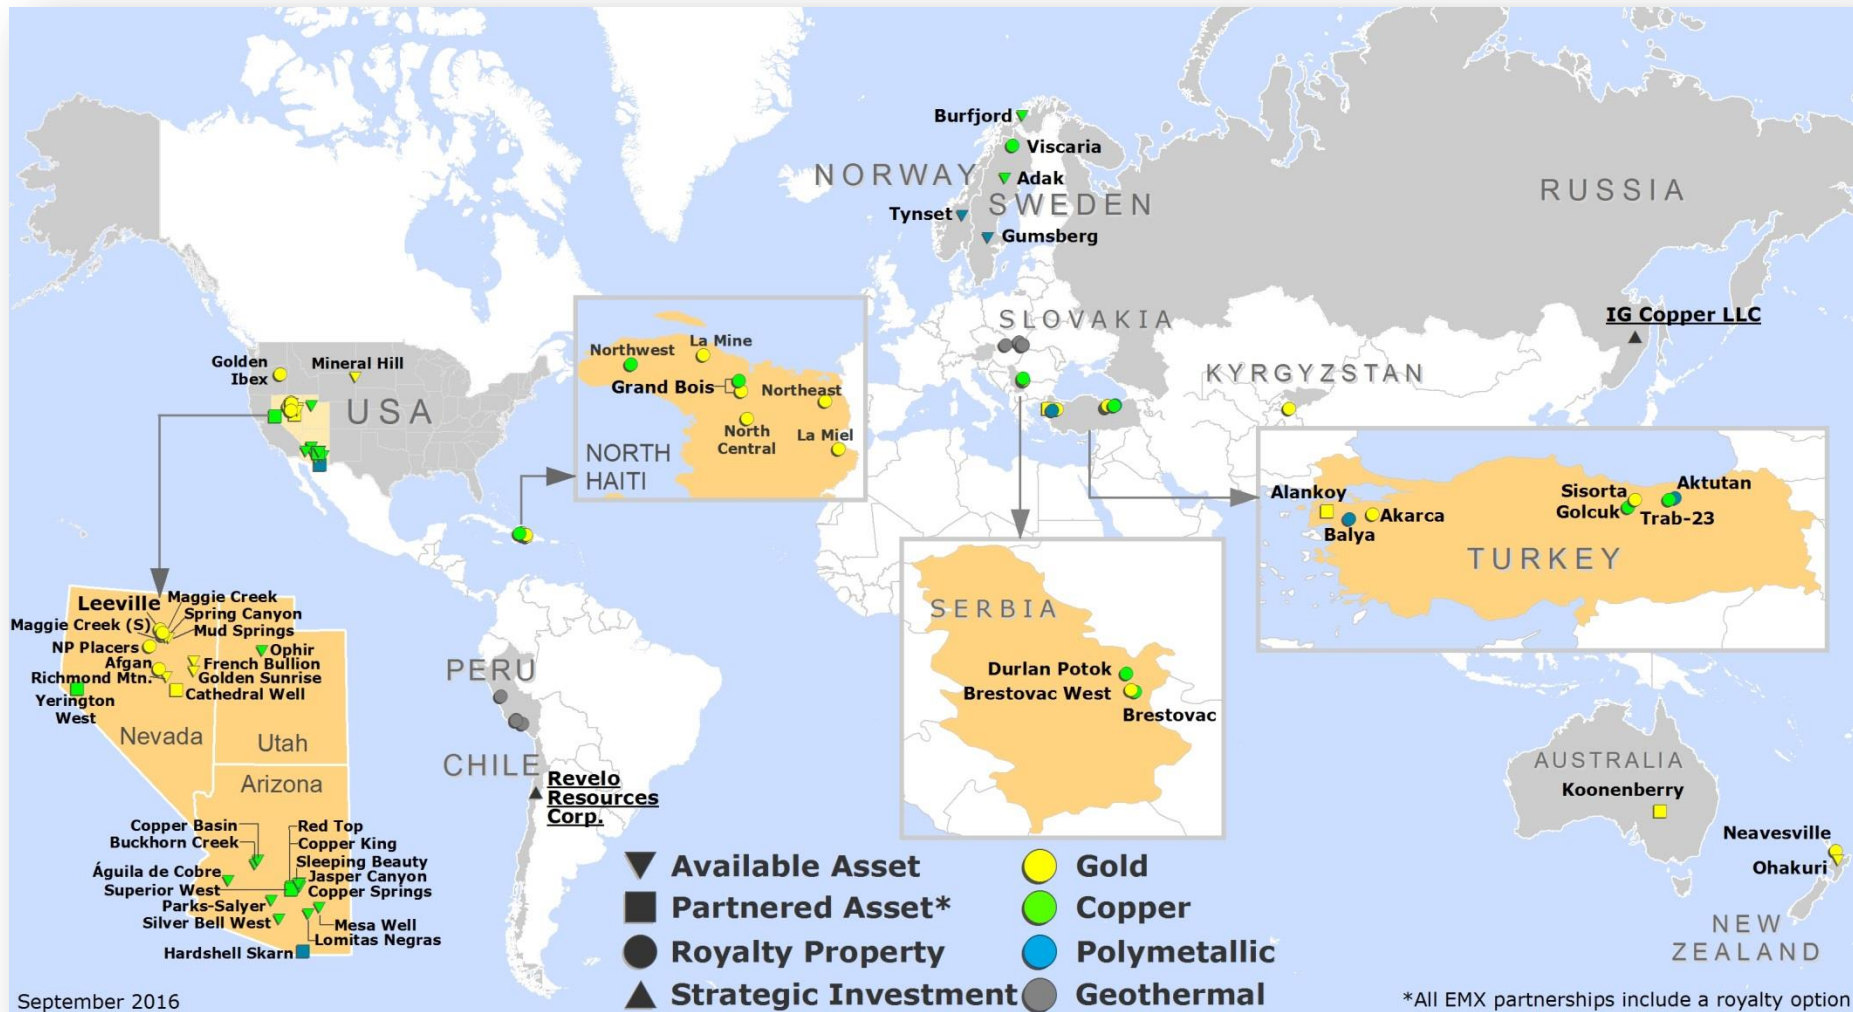 Burfjord
Viscaria
NORWAY
Adak
SWEDEN
Tynset
Gumsberg
RUSSIA
IG Copper LLC
SLOVAKIA
KYRGYZSTAN
Golden
Ibex
Mineral Hill
USA
Northwest
La Mine
Grand Bois
Northeast
North
Central
La Miel
NORTH
HAITI
Alankoy
Balya
Akarca
Sisorta
Golcuk
Aktutan
Trab-23
TURKEY
Leeville
Maggie Creek
Spring Canyon
Maggie Creek (S)
Mud Springs
NP Placers
Afgan
Richmond Mtn.
Ophir
French Bullion
Golden Sunrise
Cathedral Well
Yerington
West
Nevada
Utah
Arizona
Copper Basin
Buckhorn Creek
Red Top
Copper King
Sleeping Beauty
Águila de Cobre
Jasper Canyon
Superior West
Copper Springs
Parks-Salyer
Silver Bell West
Mesa Well
Lomitas Negras
Hardshell Skarn
PERU
CHILE
Revelo
Resources
Corp.
SERBIA
Durlan Potok
Brestovac West
Brestovac
AUSTRALIA
Koonenberry
Neavesville
Ohakuri
NEW
ZEALAND
Available Asset
Partnered Asset*
Royalty Property
Strategic Investment
Gold
Copper
Polymetallic
Geothermal
September 2016
*All EMX partnerships include a royalty option